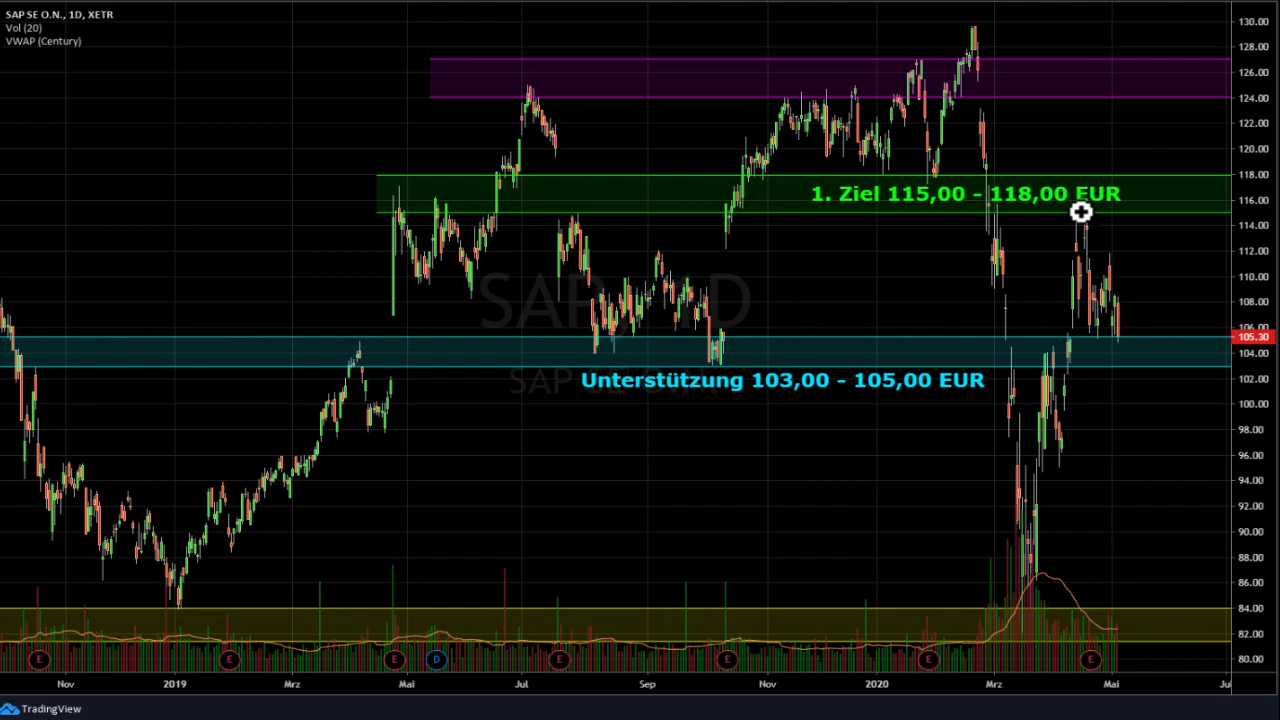 SAP SE O.N., 1D, XETR
Vol (20)
VWAP (Century)
130.00
128.00
126.00
124.00
122.00
120.00
118.00
1. Ziel 115,00 - 118,00 EUR
116.00
114.00
112.00
110.00
SAP, 1D
108.00
106.00
105.30
104.00
SAP SE O.N.
Unterstützung 103,00 - 105,00 EUR
102.00
100.00
98.00
96.00
94.00
92.00
90.00
88.00
86.00
84.00
82.00
80.00
E E E D E E E E
Nov 2019 Mrz Mai Jul Sep Nov 2020 Mrz Mai Jul
TradingView